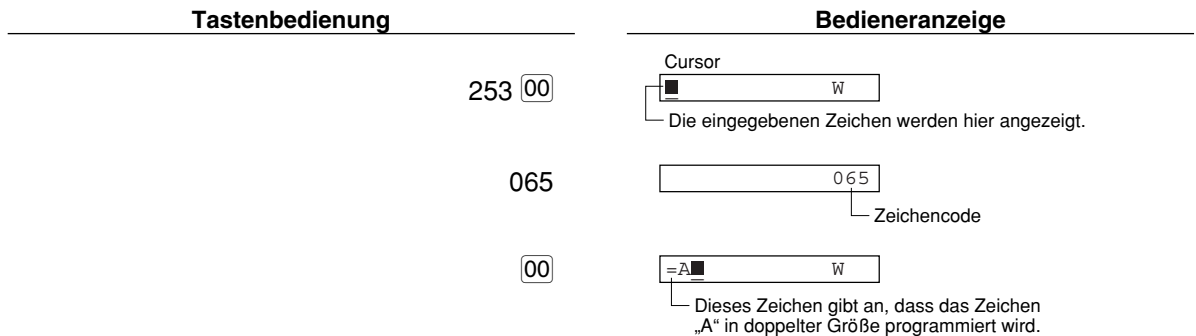 Tastenbedienung Bedieneranzeige
Cursor
253 00 W
Die eingegebenen Zeichen werden hier angezeigt.
065 065
Zeichencode
00 =A W
Dieses Zeichen gibt an, dass das Zeichen
„A“ in doppelter Größe programmiert wird.